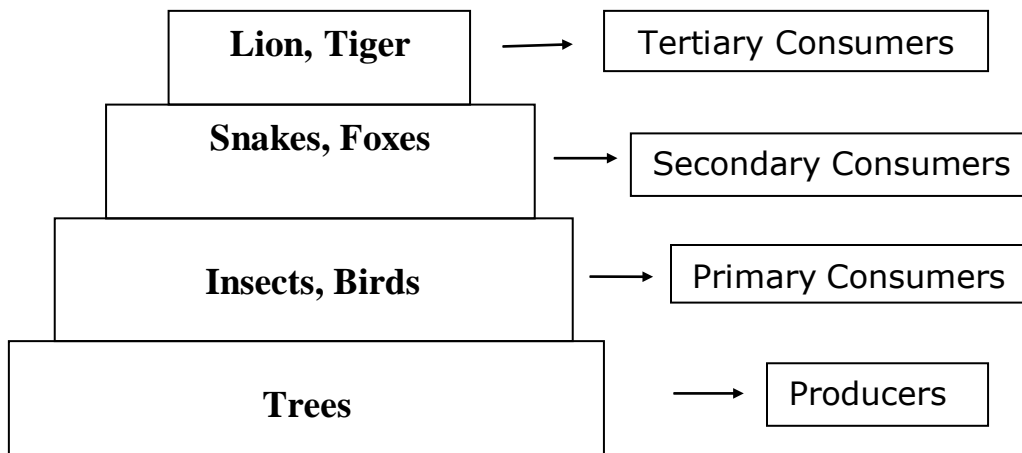 Lion, Tiger
Tertiary Consumers
Snakes, Foxes
Secondary Consumers
Insects, Birds
Primary Consumers
Trees
Producers